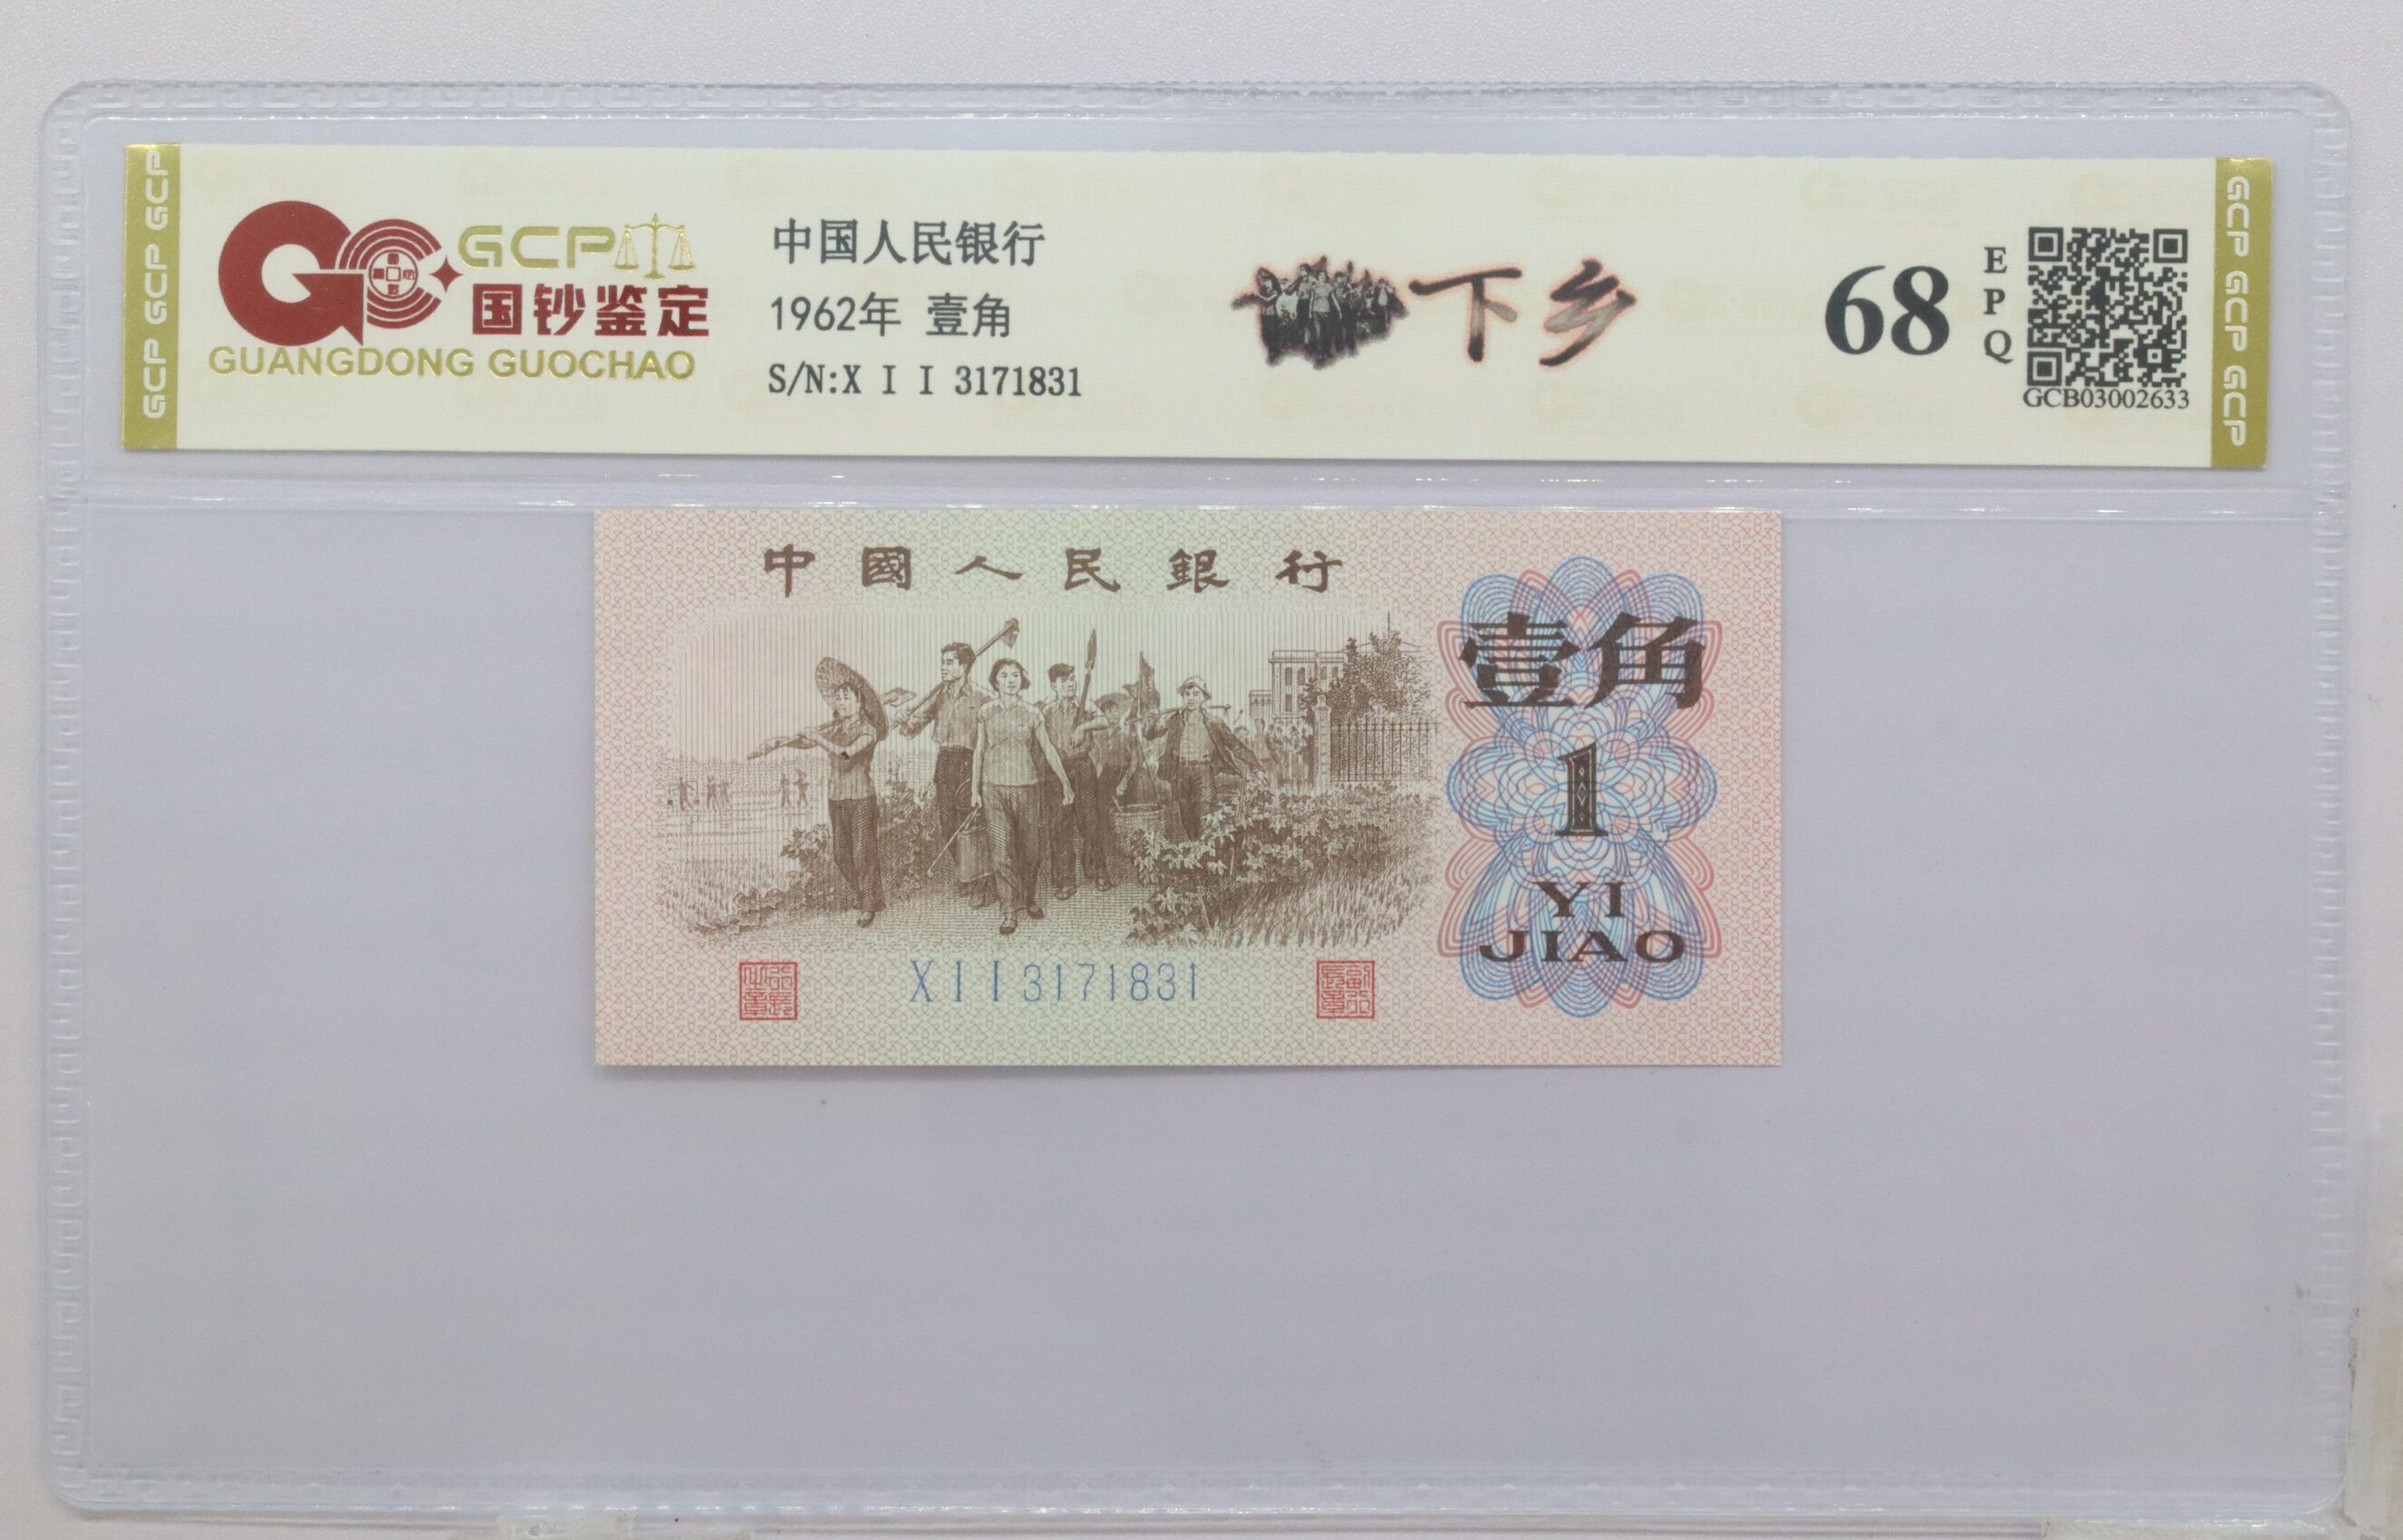 GCP GCP GCP
GCP
国钞鉴定
GUANGDONG GUOCHAO
中国人民银行
1962年 壹角
S/N:X I I 3171831
下乡
68
EPQ
GCB03002633
GCP GCP GCP
中國人民銀行
壹角
1
YI
JIAO
X I I 3171831